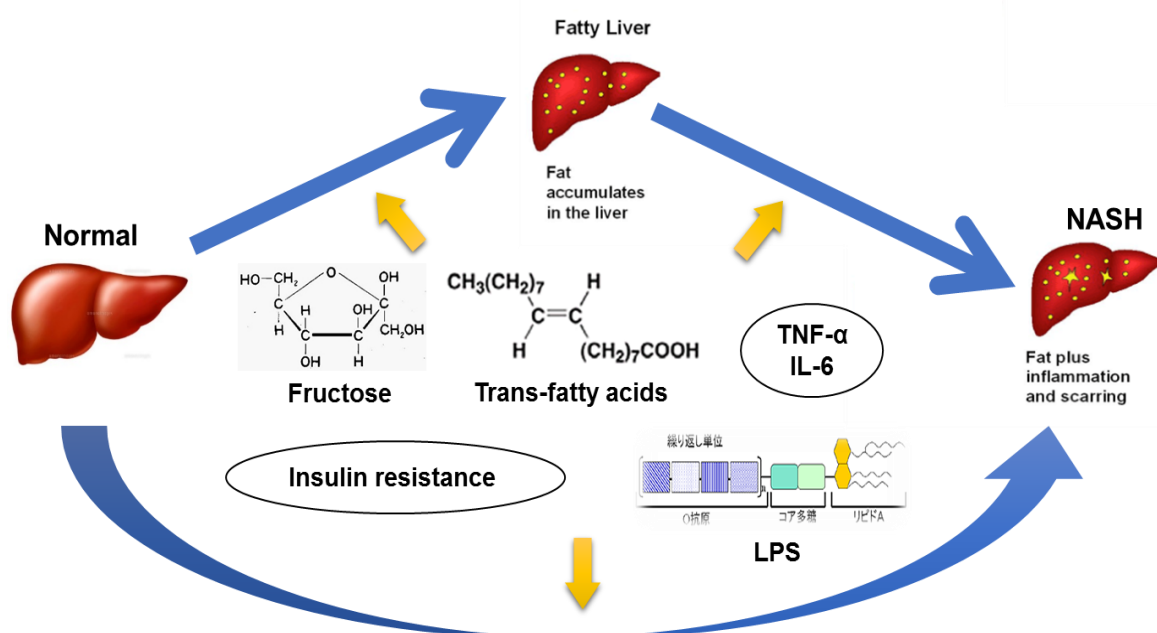 Fatty Liver
Fat
accumulates
in the liver
Normal
NASH
Fat plus
inflammation
and scarring
HO-CH₂
O
OH
C
C
H
H
OH
CH₂OH
C
C
OH
H
Fructose
CH₃(CH₂)₇
H
C=C
H
(CH₂)₇COOH
Trans-fatty acids
TNF-α
IL-6
Insulin resistance
繰り返し単位
n
O抗原
コア多糖
リピドA
LPS